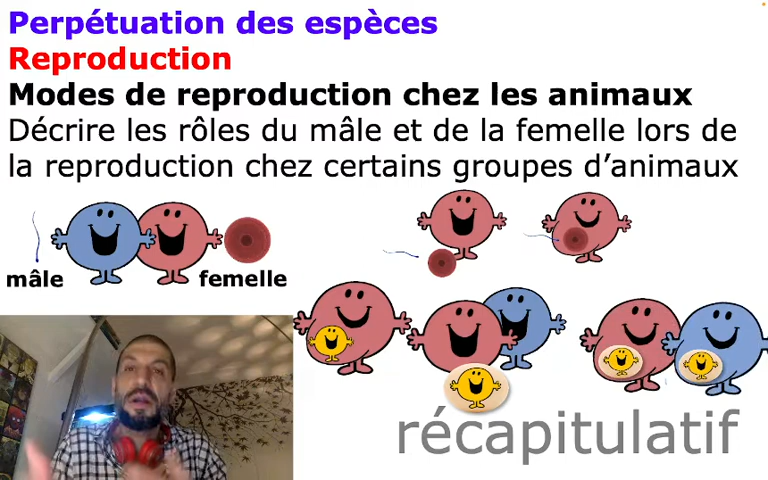 Perpétuation des espèces
Reproduction
Modes de reproduction chez les animaux
Décrire les rôles du mâle et de la femelle lors de
la reproduction chez certains groupes d’animaux
mâle
femelle
récapitulatif